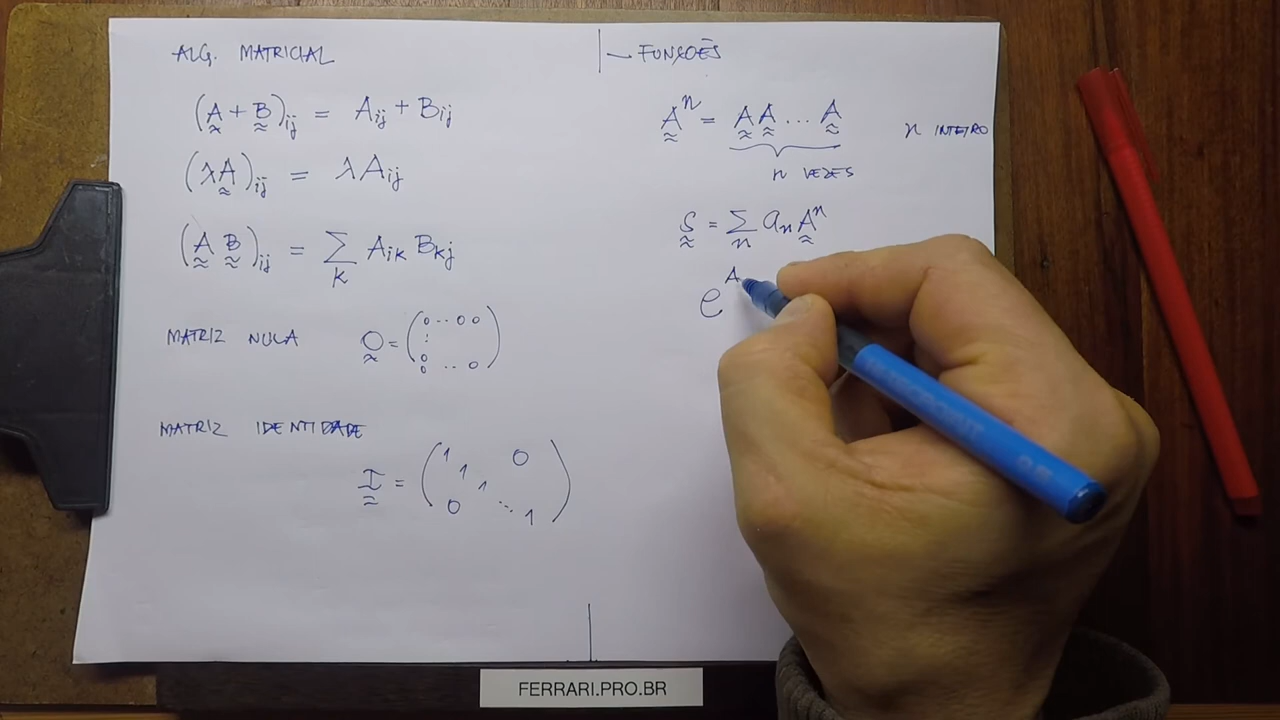 ALG. MATRICIAL
(A + B)ij = Aij + Bij
(λA)ij = λAij
(A B)ij = ∑k Aik Bkj
MATRIZ NULA O = (0 .. 0 0 : 0 0 .. 0)
MATRIZ IDENTIDADE
I = (1 1 1 ... 1 0 0)
FUNÇÕES
A^n = A A ... A n INTEIRO
n VEZES
S = ∑n an A^n
e^A
FERRARI.PRO.BR